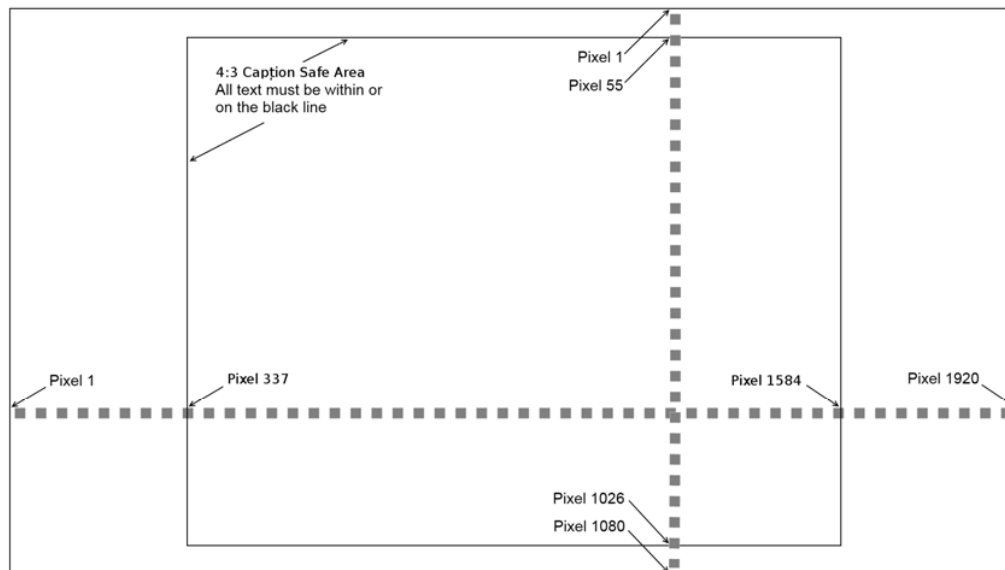 Pixel 1
4:3 Caption Safe Area
All text must be within or
on the black line
Pixel 55
Pixel 1
Pixel 337
Pixel 1584
Pixel 1920
Pixel 1026
Pixel 1080